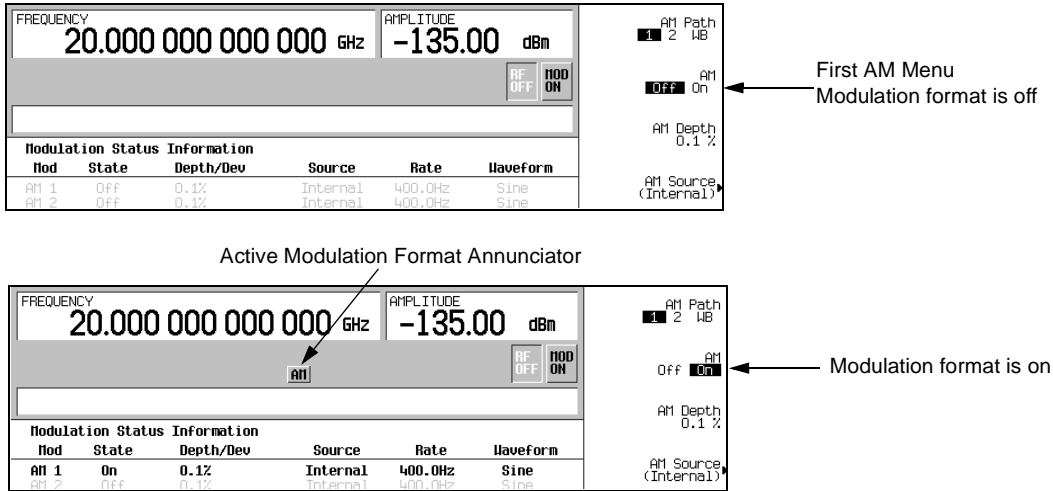 FREQUENCY
20.000 000 000 000 GHz
AMPLITUDE
-135.00 dBm
RF OFF
MOD ON
AM Path
1 2 WB
AM
Off On
AM Depth
0.1 %
AM Source
(Internal)
First AM Menu
Modulation format is off
Modulation Status Information
Mod State Depth/Dev Source Rate Waveform
AM 1 Off 0.1% Internal 400.0Hz Sine
AM 2 Off 0.1% Internal 400.0Hz Sine
Active Modulation Format Annunciator
FREQUENCY
20.000 000 000 000 GHz
AMPLITUDE
-135.00 dBm
AM
RF OFF
MOD ON
AM Path
1 2 WB
AM
Off On
AM Depth
0.1 %
AM Source
(Internal)
Modulation format is on
Modulation Status Information
Mod State Depth/Dev Source Rate Waveform
AM 1 On 0.1% Internal 400.0Hz Sine
AM 2 Off 0.1% Internal 400.0Hz Sine